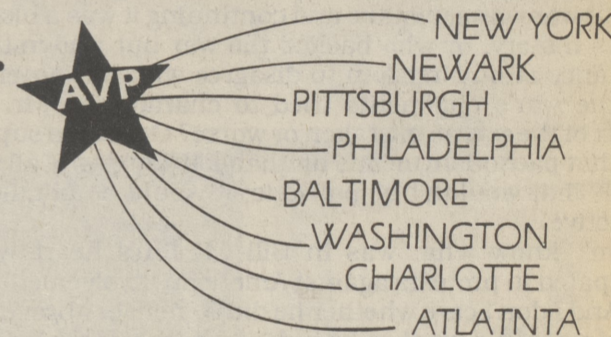 AVP
NEW YORK
NEWARK
PITTSBURGH
PHILADELPHIA
BALTIMORE
WASHINGTON
CHARLOTTE
ATLATNTA